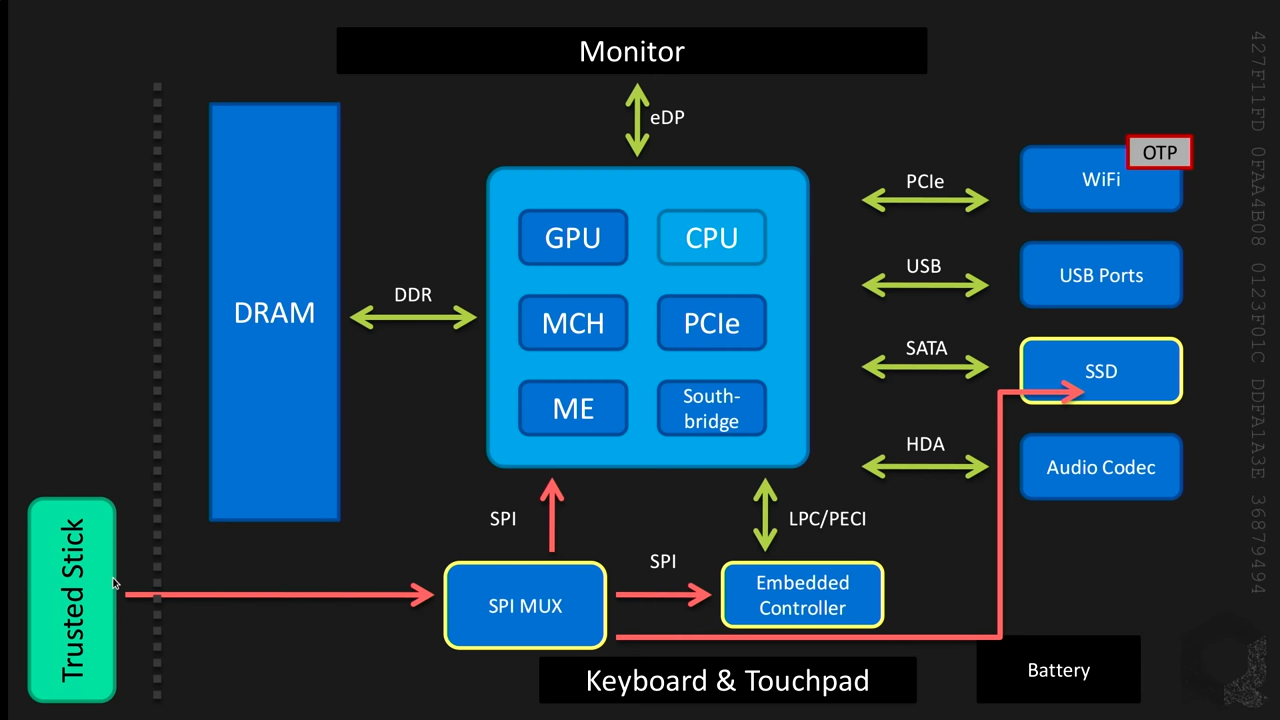 Monitor
eDP
DRAM
DDR
GPU
CPU
MCH
PCIe
ME
South-
bridge
PCIe
OTP
WiFi
USB
USB Ports
SATA
SSD
HDA
Audio Codec
SPI
LPC/PECI
Trusted Stick
SPI MUX
SPI
Embedded
Controller
Keyboard & Touchpad
Battery
427F11FD 0FAA4B08 0123F01C DDFA1A3E 36879494